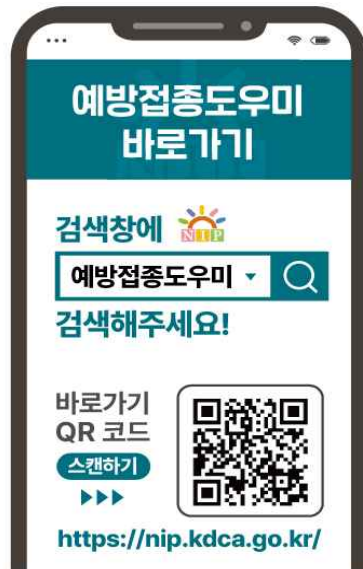 예방접종도우미
바로가기
검색창에 NIP
예방접종도우미
검색해주세요!
바로가기
QR 코드
스캔하기
https://nip.kdca.go.kr/